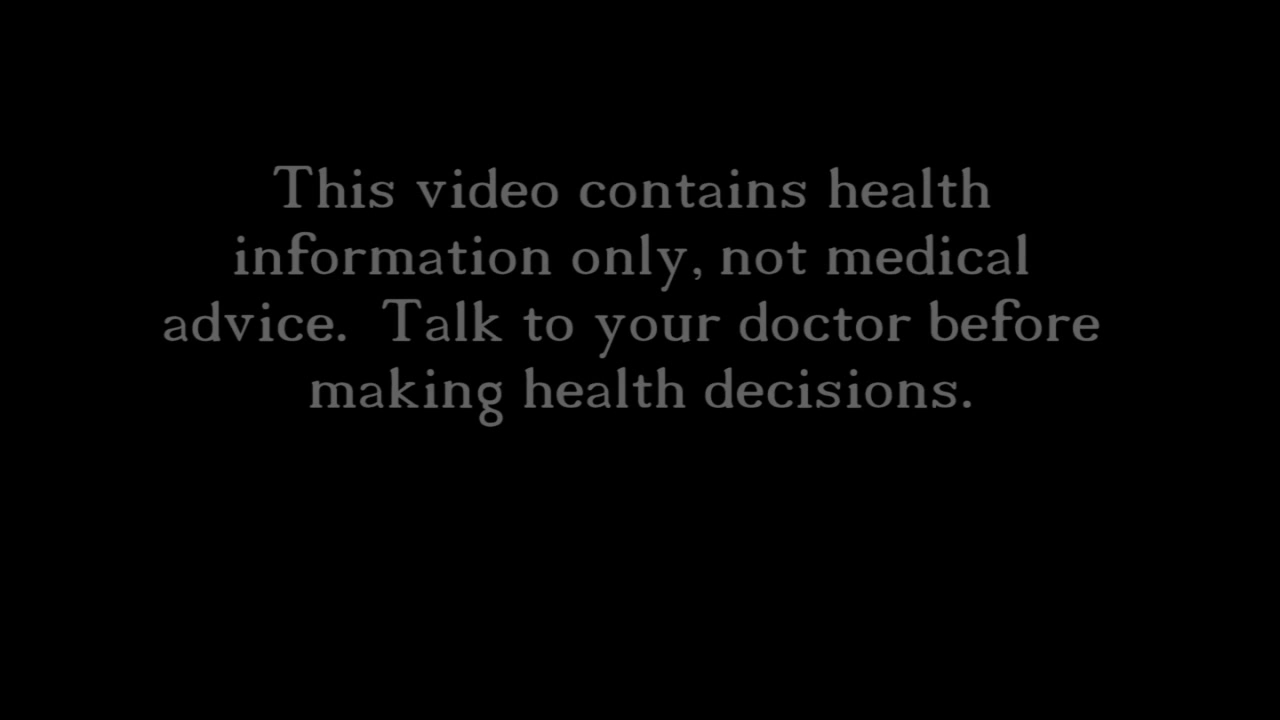 This video contains health
information only, not medical
advice.  Talk to your doctor before
making health decisions.